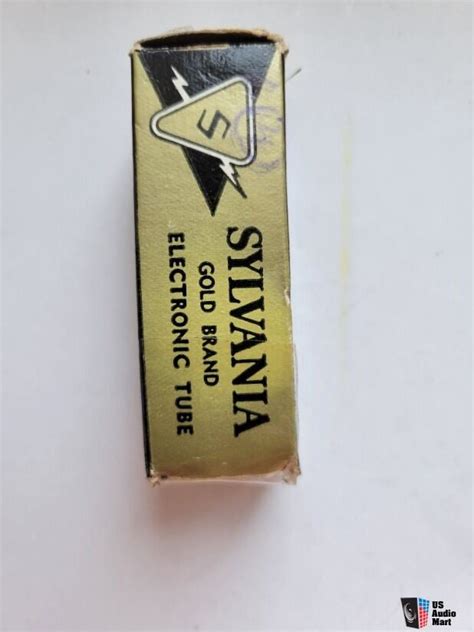 S
SYLVANIA
GOLD BRAND
ELECTRONIC TUBE
US
Audio
Mart